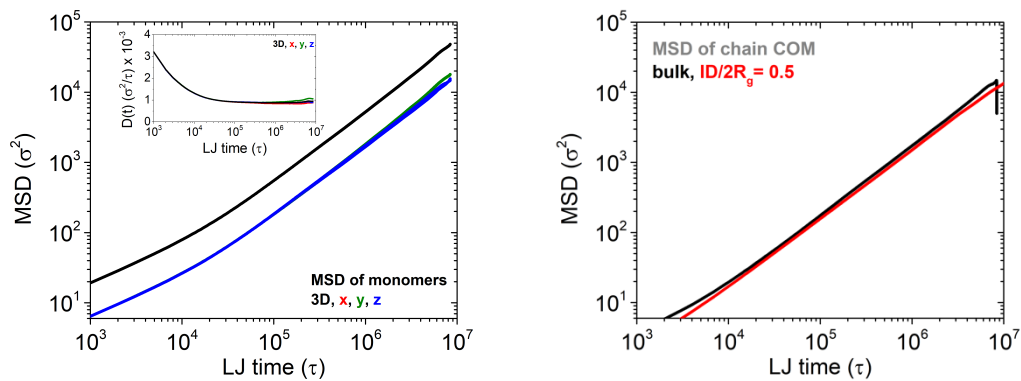 10^5
10^4
10^3
10^2
10^1
MSD (σ^2)
4
3
2
1
0
D(t) (σ^2/τ) x 10^-3
3D, x, y, z
10^3 10^4 10^5 10^6 10^7
LJ time (τ)
MSD of monomers
3D, x, y, z
10^3 10^4 10^5 10^6 10^7
LJ time (τ)
10^5
10^4
10^3
10^2
10^1
MSD (σ^2)
MSD of chain COM
bulk, ID/2R_g= 0.5
10^3 10^4 10^5 10^6 10^7
LJ time (τ)